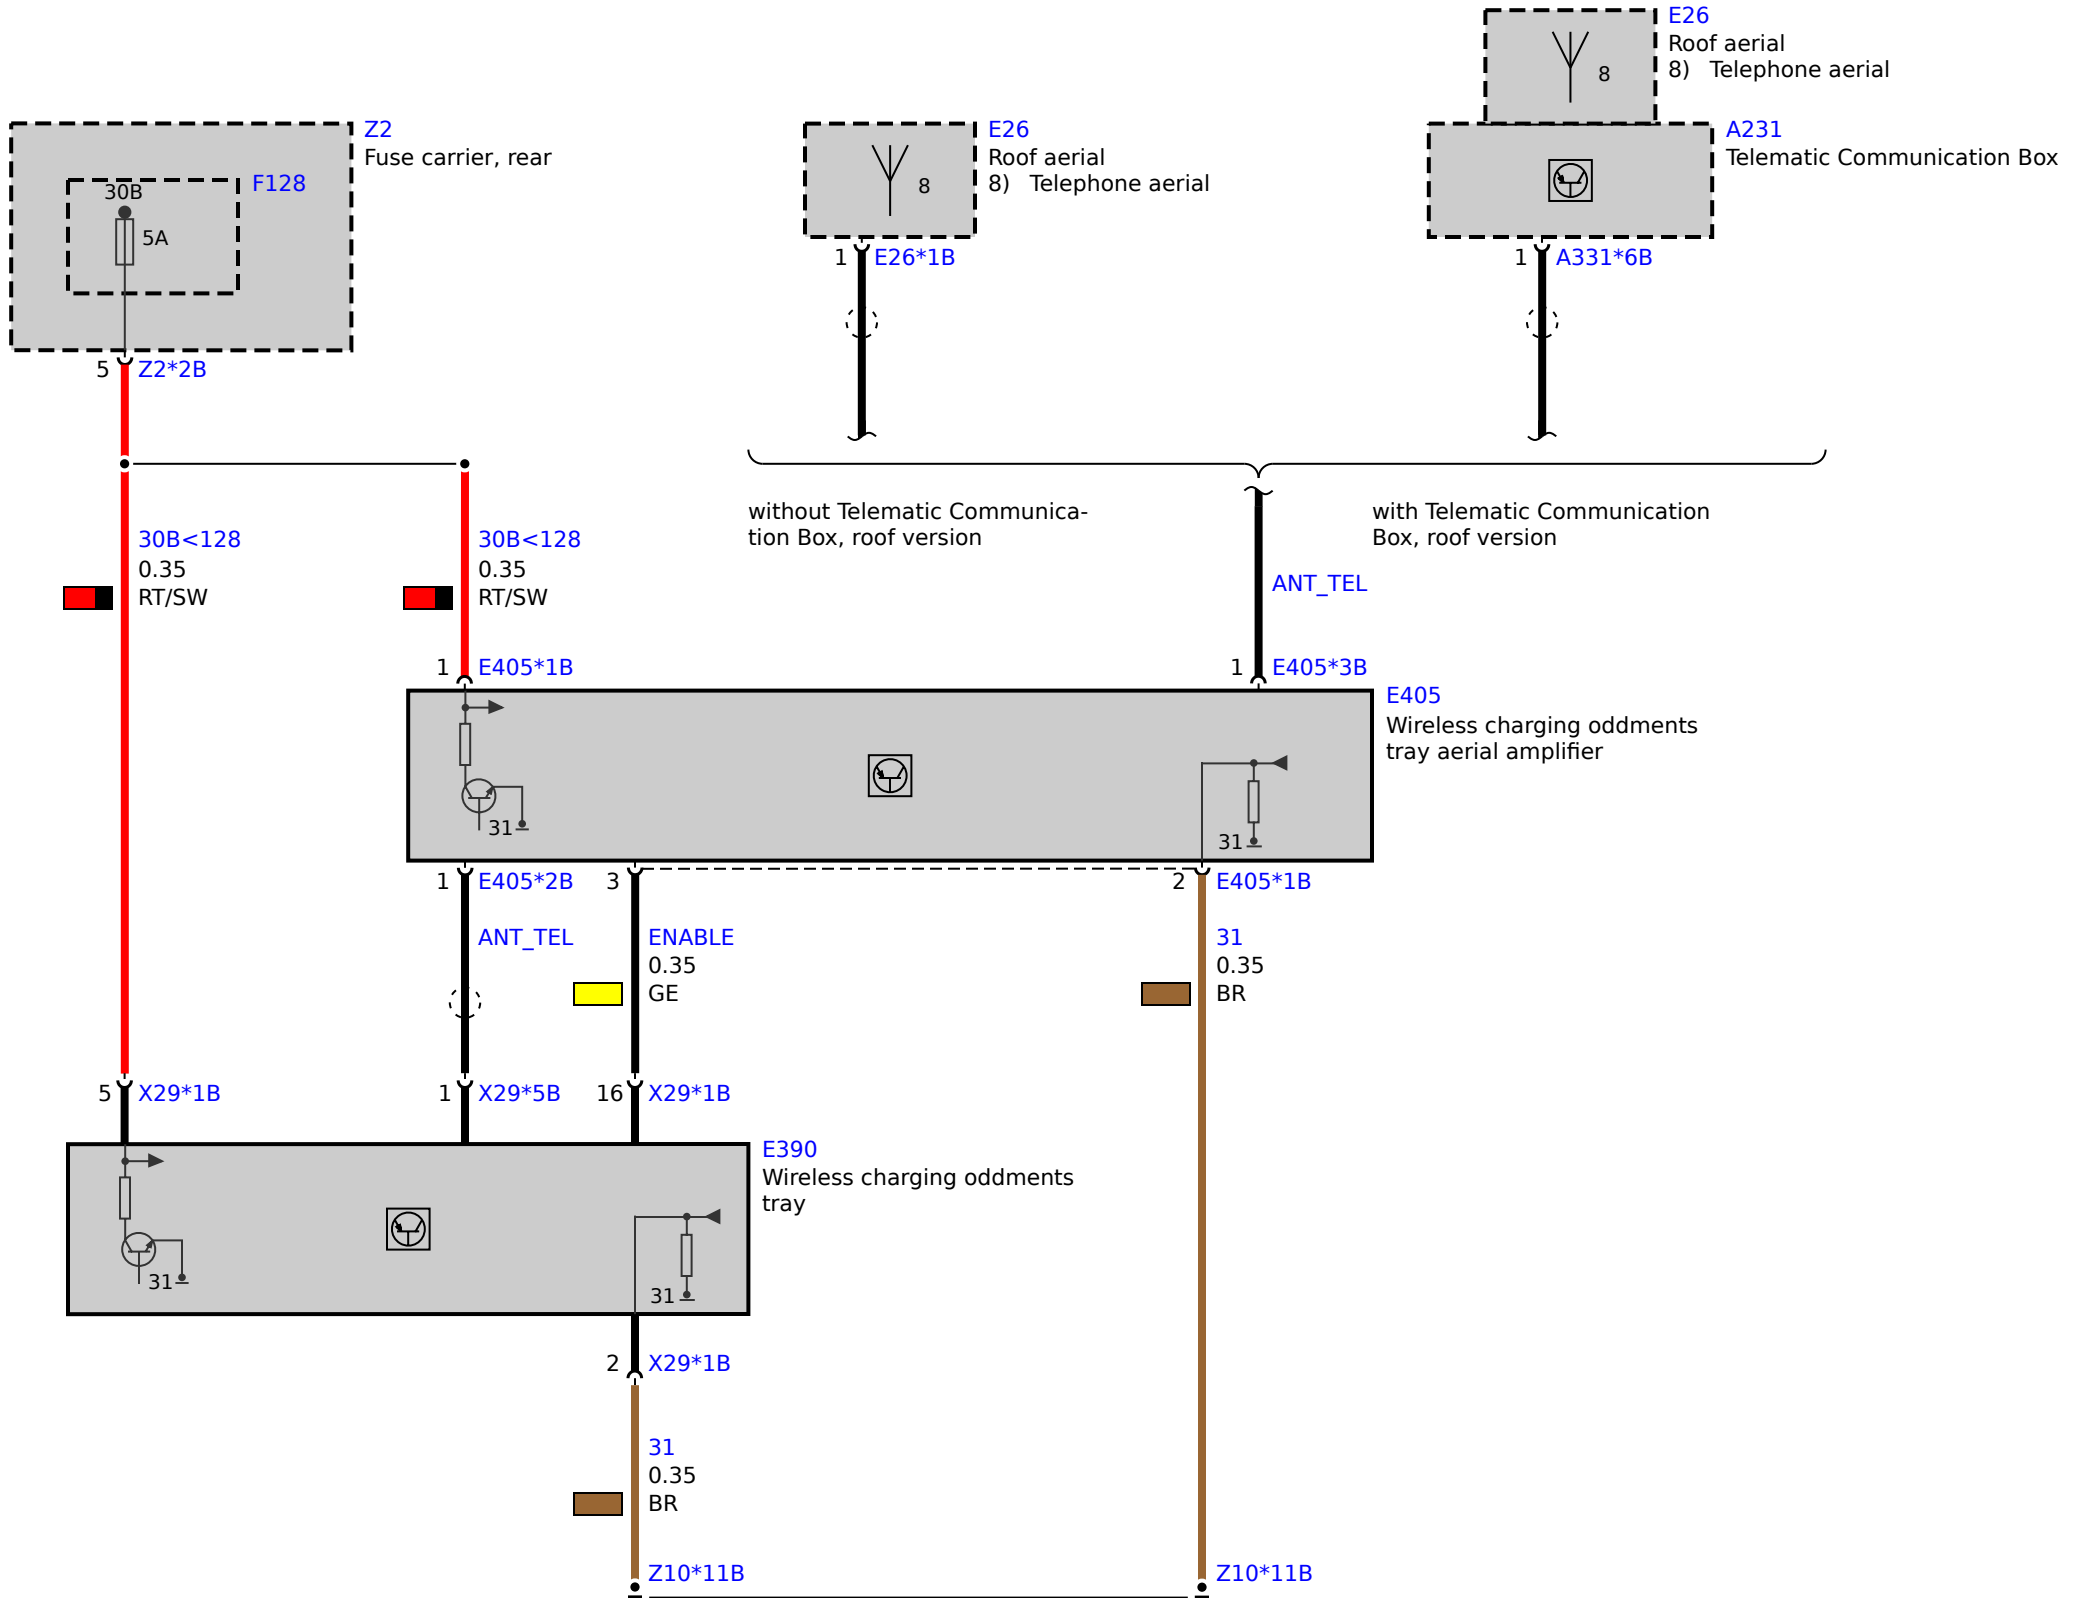 E26
Roof aerial
8) Telephone aerial
8
Z2
Fuse carrier, rear
F128
30B
5A
E26
Roof aerial
8) Telephone aerial
8
A231
Telematic Communication Box
1 E26*1B
1 A331*6B
5 Z2*2B
30B<128
0.35
RT/SW
30B<128
0.35
RT/SW
without Telematic Communica-
tion Box, roof version
with Telematic Communication
Box, roof version
ANT_TEL
1 E405*1B
1 E405*3B
E405
Wireless charging oddments
tray aerial amplifier
31
31
1 E405*2B
3
2 E405*1B
ANT_TEL
ENABLE
0.35
GE
31
0.35
BR
5 X29*1B
1 X29*5B
16 X29*1B
E390
Wireless charging oddments
tray
31
31
2 X29*1B
31
0.35
BR
Z10*11B
Z10*11B